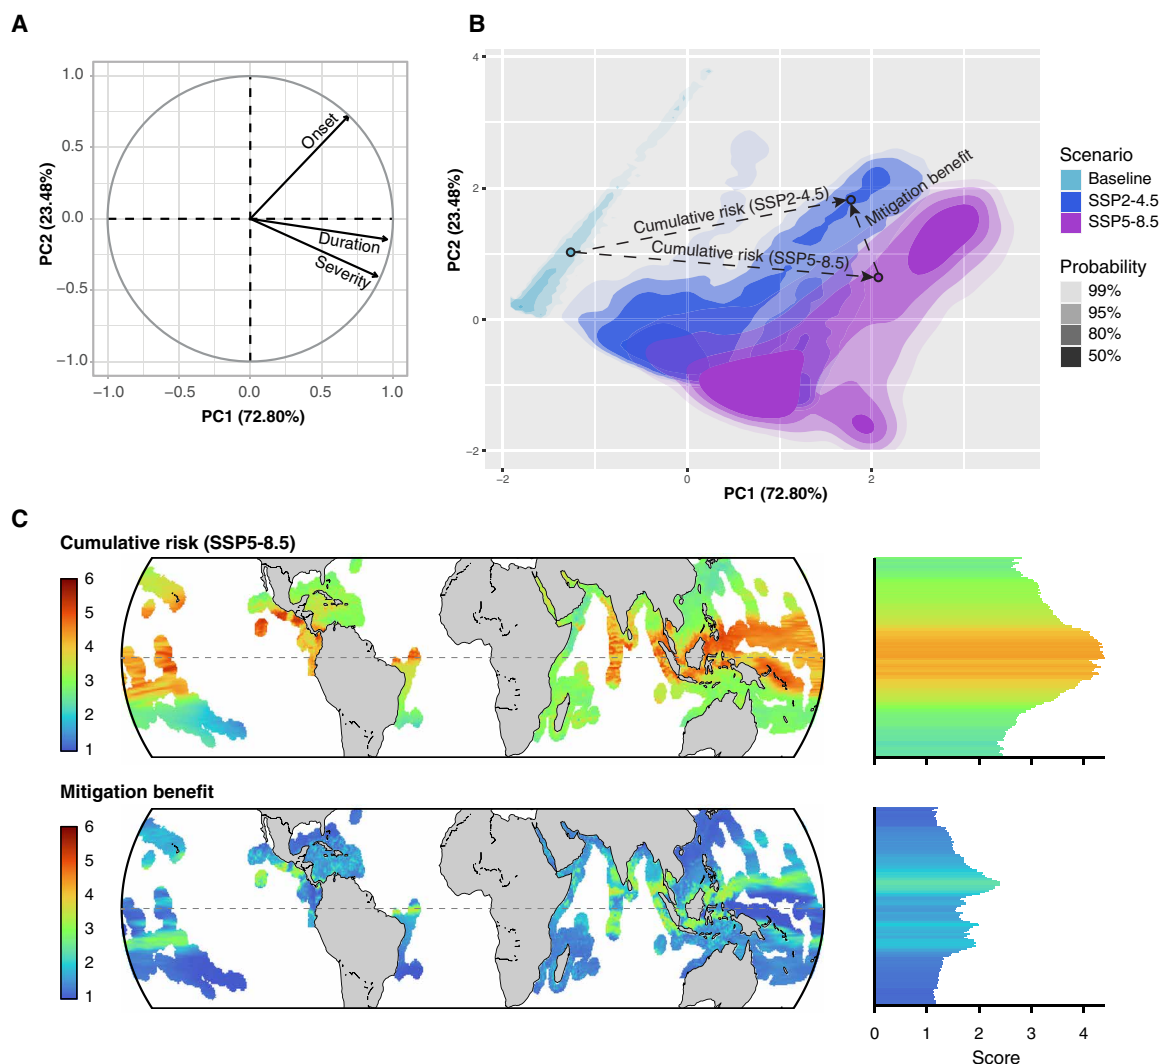 A
PC2 (23.48%)
1.0
0.5
0.0
−0.5
−1.0
Onset
Duration
Severity
−1.0
−0.5
0.0
0.5
1.0
PC1 (72.80%)
B
PC2 (23.48%)
4
2
0
−2
Cumulative risk (SSP2-4.5)
Cumulative risk (SSP5-8.5)
Mitigation benefit
−2
0
2
PC1 (72.80%)
Scenario
Baseline
SSP2-4.5
SSP5-8.5
Probability
99%
95%
80%
50%
C
Cumulative risk (SSP5-8.5)
6
5
4
3
2
1
Mitigation benefit
6
5
4
3
2
1
0
1
2
3
4
Score